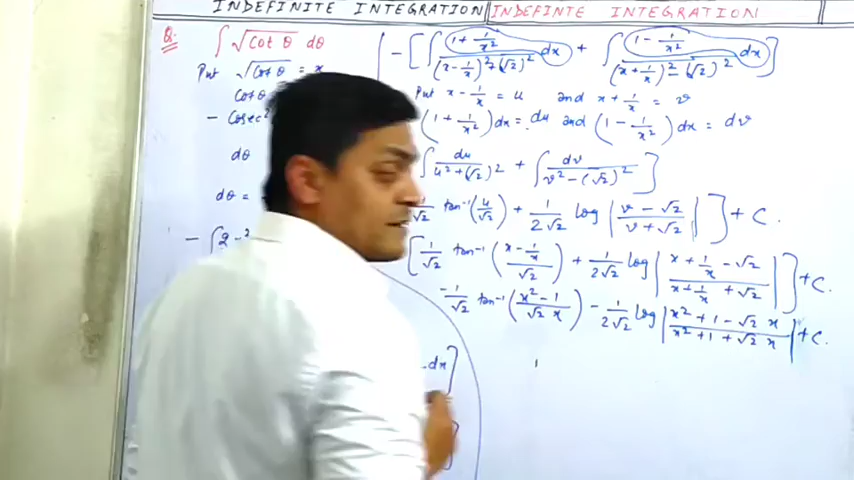 INDEFINITE INTEGRATION
INDEFINTE INTEGRATION
Q. ∫ √(Cot θ) dθ
Put √(Cot θ) = x
Cot θ
- Cosec²
dθ
dθ =
- ∫ 2 -
- [ ∫ (1 + 1/x²) dx / ((x - 1/x)² + (√2)²) + ∫ (1 - 1/x²) dx / ((x + 1/x)² - (√2)²) ]
Put x - 1/x = u and x + 1/x = v
(1 + 1/x²) dx = du and (1 - 1/x²) dx = dv
∫ du / (u² + (√2)²) + ∫ dv / (v² - (√2)²) ]
√2 tan⁻¹ (u/√2) + 1/(2√2) log | (v - √2)/(v + √2) | ] + C.
[ 1/√2 tan⁻¹ ((x - 1/x)/√2) + 1/(2√2) log | (x + 1/x - √2)/(x + 1/x + √2) | ] + C.
- 1/√2 tan⁻¹ ((x² - 1)/(√2 x)) - 1/(2√2) log | (x² + 1 - √2 x)/(x² + 1 + √2 x) | + C.
dx ]
]